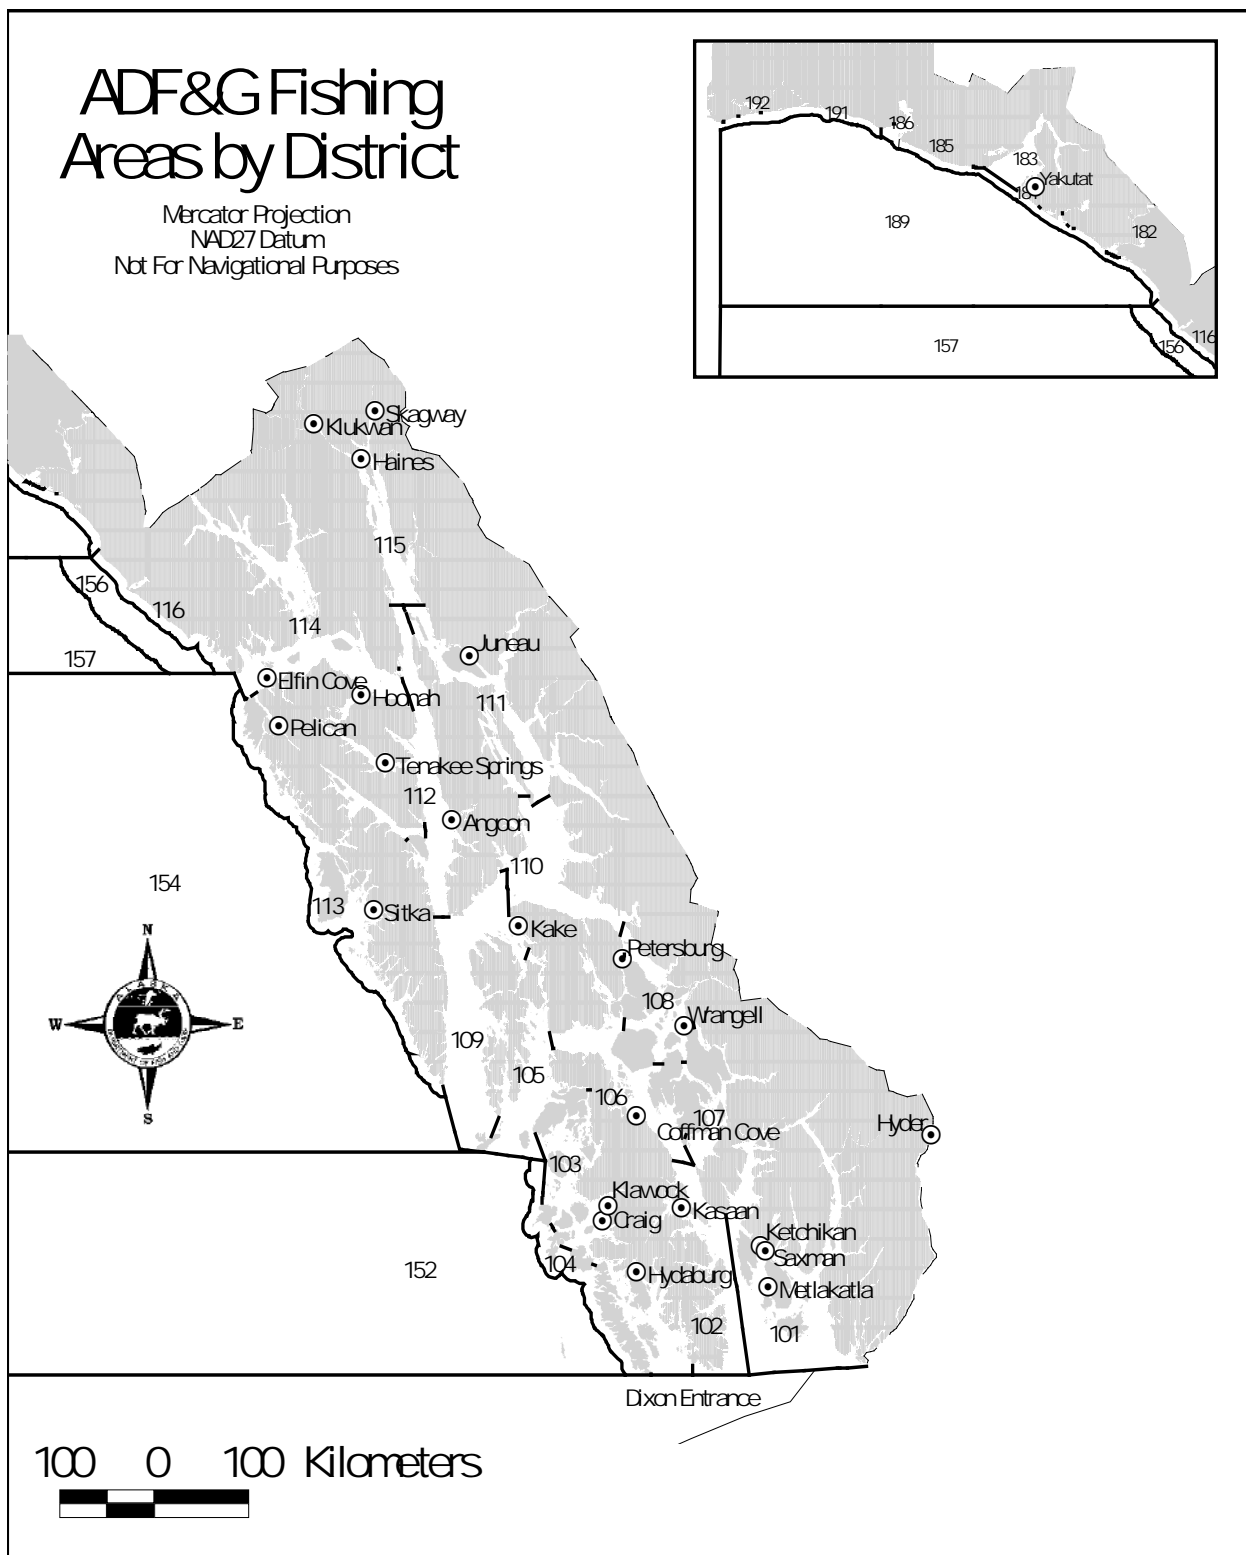 ADF&G Fishing
Areas by District
Mercator Projection
NAD27 Datum
Not For Navigational Purposes
192
191
186
185
183
Yakutat
181
189
182
157
156
116
Skagway
Klukwan
Haines
115
156
116
114
157
Juneau
Elfin Cove
Hoonah
111
Pelican
Tenakee Springs
112
Angoon
110
154
113
Sitka
Kake
Petersburg
N
108
Wrangell
W
E
ALASKA
S
109
105
106
107
Coffman Cove
Hyder
103
Klawock
Craig
Kasaan
Ketchikan
Saxman
104
152
Hydaburg
Metlakatla
102
101
Dixon Entrance
100 0 100 Kilometers